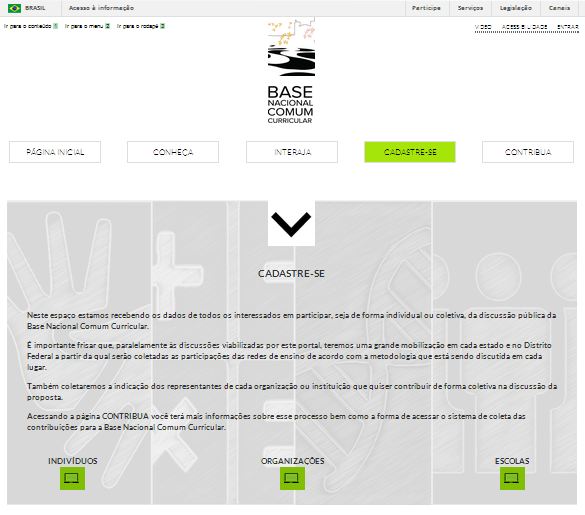 BRASIL Acesso à informação Participe Serviços Legislação Canais
Ir para o conteúdo 1 Ir para o menu 2 Ir para o rodapé 3
ACESSIBILIDADE ENTRAR
BASE
NACIONAL
COMUM
CURRICULAR
PÁGINA INICIAL CONHEÇA INTERAJA CADASTRE-SE CONTRIBUA
CADASTRE-SE
Neste espaço estamos recebendo os dados de todos os interessados em participar, seja de forma individual ou coletiva, da discussão pública da
Base Nacional Comum Curricular.
É importante frisar que, paralelamente às discussões viabilizadas por este portal, teremos uma grande mobilização em cada estado e no Distrito
Federal a partir da qual serão coletadas as participações das redes de ensino de acordo com a metodologia que está sendo discutida em cada
lugar.
Também coletaremos a indicação dos representantes de cada organização ou instituição que quiser contribuir de forma coletiva na discussão da
proposta.
Acessando a página CONTRIBUA você terá mais informações sobre esse processo bem como a forma de acessar o sistema de coleta das
contribuições para a Base Nacional Comum Curricular.
INDIVÍDUOS ORGANIZAÇÕES ESCOLAS